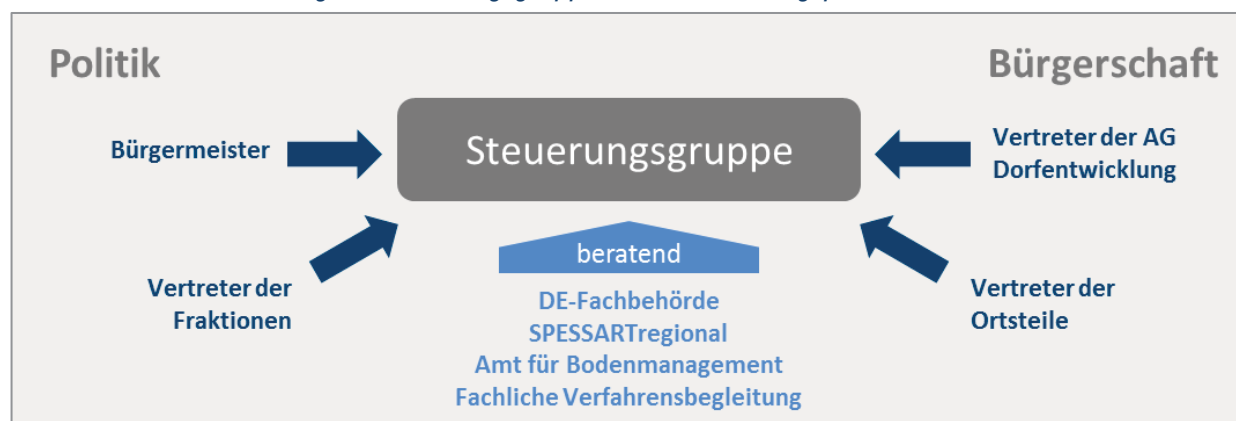 Politik
Bürgerschaft
Steuerungsgruppe
Bürgermeister
Vertreter der AG
Dorfentwicklung
beratend
Vertreter der
Fraktionen
Vertreter der
Ortsteile
DE-Fachbehörde
SPESSARTregional
Amt für Bodenmanagement
Fachliche Verfahrensbegleitung